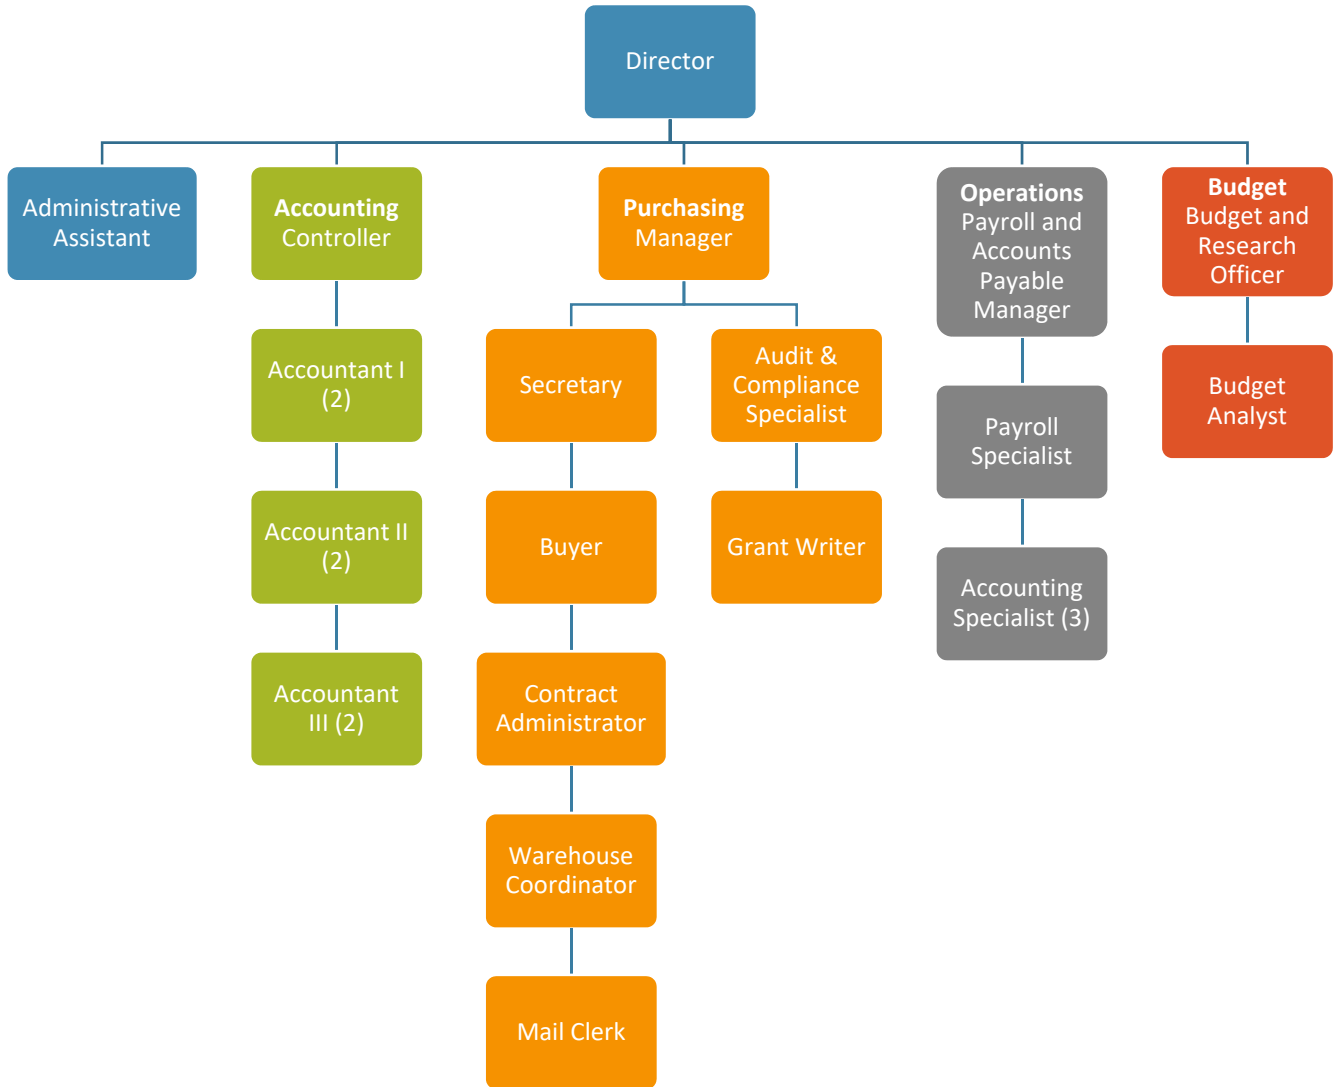 Director
Administrative
Assistant
Accounting
Controller
Purchasing
Manager
Operations
Payroll and
Accounts
Payable
Manager
Budget
Budget and
Research
Officer
Accountant I
(2)
Secretary
Audit &
Compliance
Specialist
Payroll
Specialist
Budget
Analyst
Accountant II
(2)
Buyer
Grant Writer
Accounting
Specialist (3)
Accountant
III (2)
Contract
Administrator
Warehouse
Coordinator
Mail Clerk